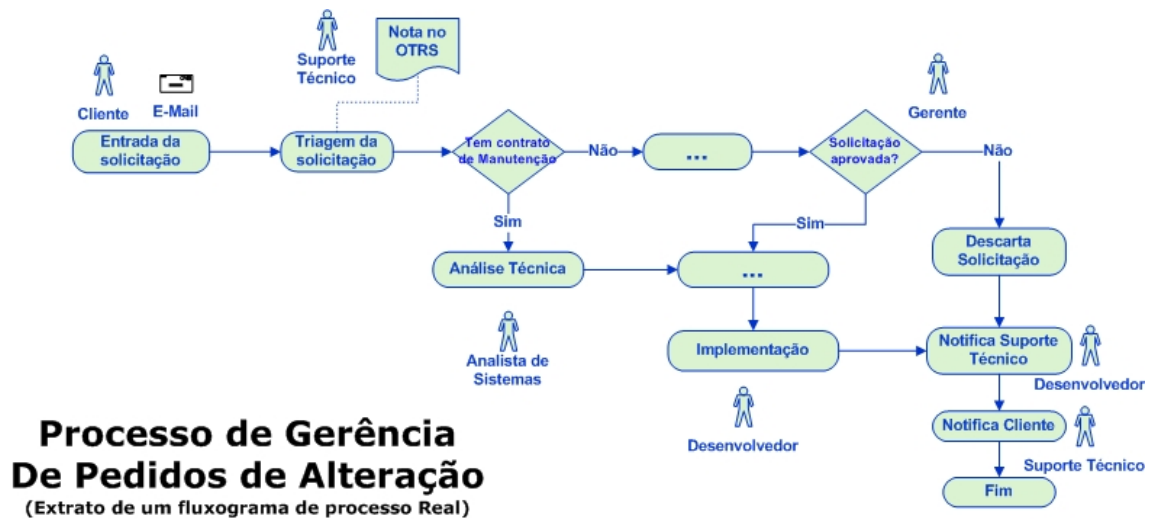 Nota no
OTRS
Suporte
Técnico
Gerente
Cliente
E-Mail
Entrada da
solicitação
Triagem da
solicitação
Tem contrato
de Manutenção
Não
...
Solicitação
aprovada?
Não
Sim
Sim
Análise Técnica
...
Descarta
Solicitação
Analista de
Sistemas
Implementação
Notifica Suporte
Técnico
Desenvolvedor
Desenvolvedor
Notifica Cliente
Suporte Técnico
Fim
Processo de Gerência
De Pedidos de Alteração
(Extrato de um fluxograma de processo Real)